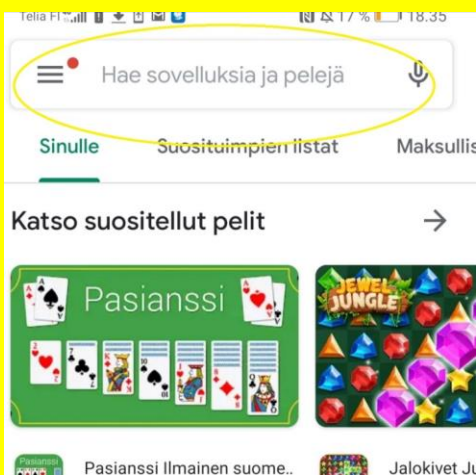 Telia FI 17 % 18.35
Hae sovelluksia ja pelejä
Sinulle Suosituimpien listat Maksullis
Katso suositellut pelit
Pasianssi
JEWEL
JUNGLE
Pasianssi
Pasianssi Ilmainen suome.. Jalokivet Ju